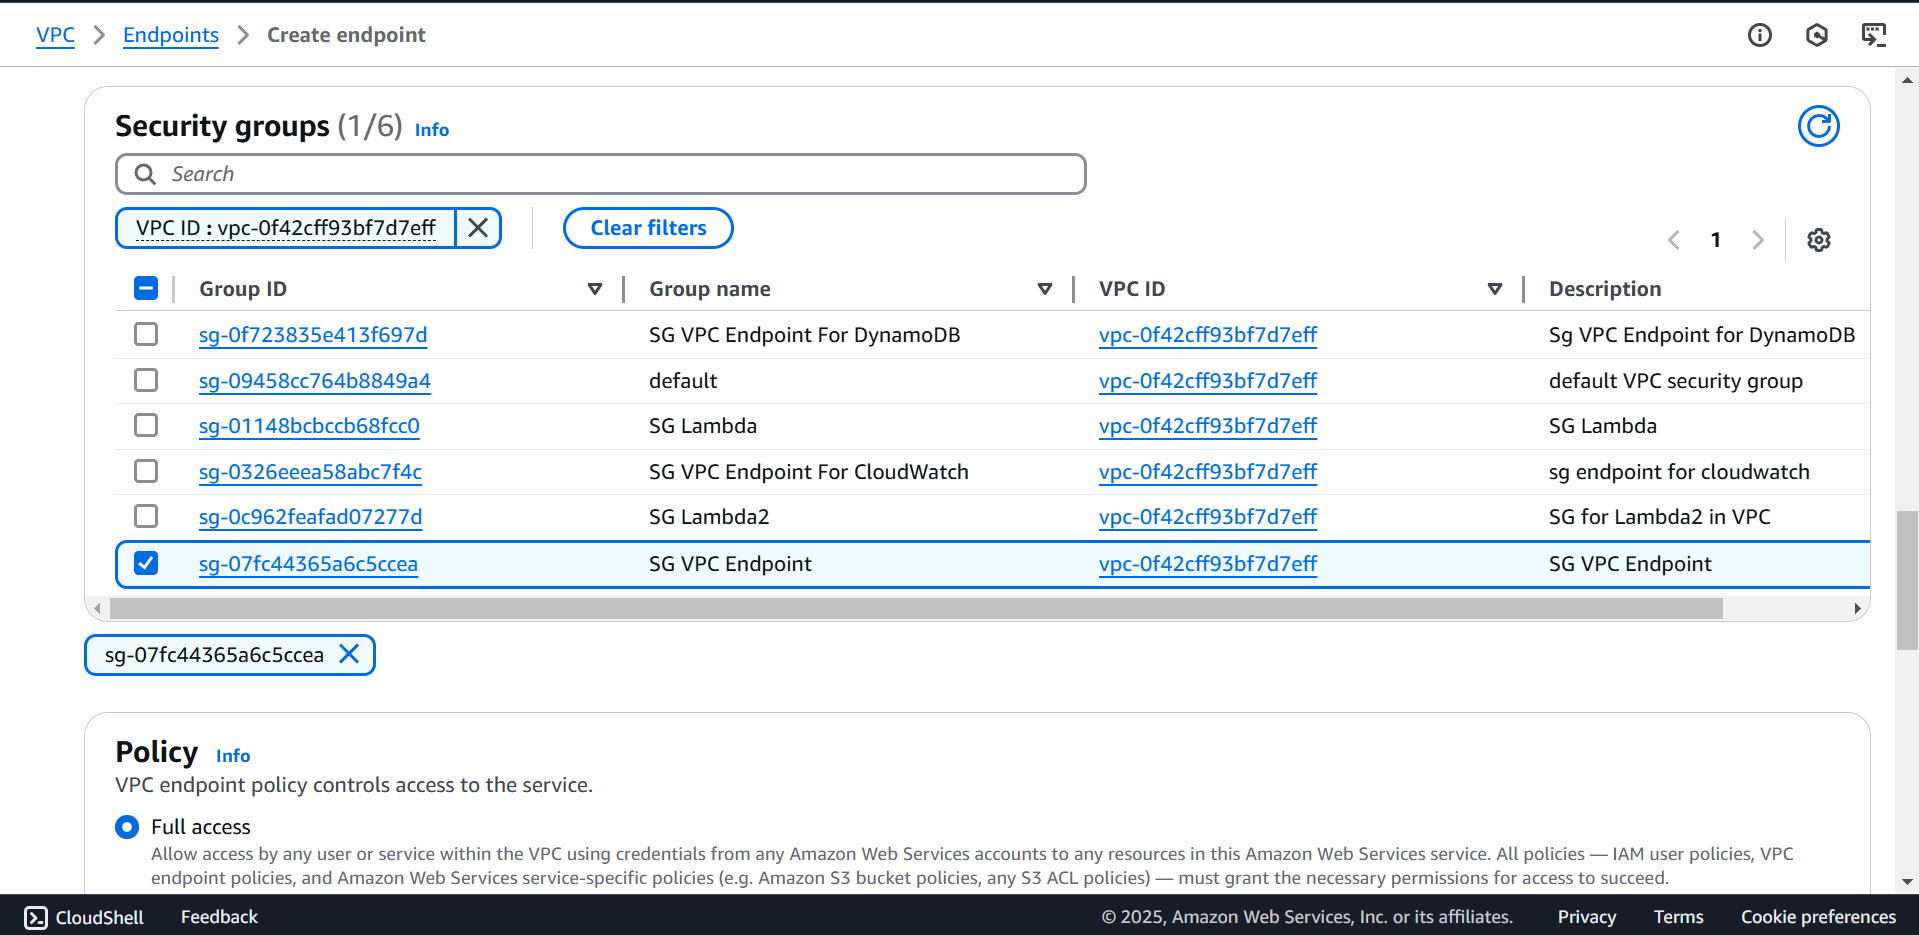 VPC > Endpoints > Create endpoint
Security groups (1/6) Info
Search
VPC ID : vpc-0f42cff93bf7d7eff
Clear filters
1
Group ID Group name VPC ID Description
sg-0f723835e413f697d SG VPC Endpoint For DynamoDB vpc-0f42cff93bf7d7eff Sg VPC Endpoint for DynamoDB
sg-09458cc764b8849a4 default vpc-0f42cff93bf7d7eff default VPC security group
sg-01148bcbccb68fcc0 SG Lambda vpc-0f42cff93bf7d7eff SG Lambda
sg-0326eeea58abc7f4c SG VPC Endpoint For CloudWatch vpc-0f42cff93bf7d7eff sg endpoint for cloudwatch
sg-0c962feafad07277d SG Lambda2 vpc-0f42cff93bf7d7eff SG for Lambda2 in VPC
sg-07fc44365a6c5ccea SG VPC Endpoint vpc-0f42cff93bf7d7eff SG VPC Endpoint
sg-07fc44365a6c5ccea
Policy Info
VPC endpoint policy controls access to the service.
Full access
Allow access by any user or service within the VPC using credentials from any Amazon Web Services accounts to any resources in this Amazon Web Services service. All policies — IAM user policies, VPC
endpoint policies, and Amazon Web Services service-specific policies (e.g. Amazon S3 bucket policies, any S3 ACL policies) — must grant the necessary permissions for access to succeed.
CloudShell Feedback © 2025, Amazon Web Services, Inc. or its affiliates. Privacy Terms Cookie preferences